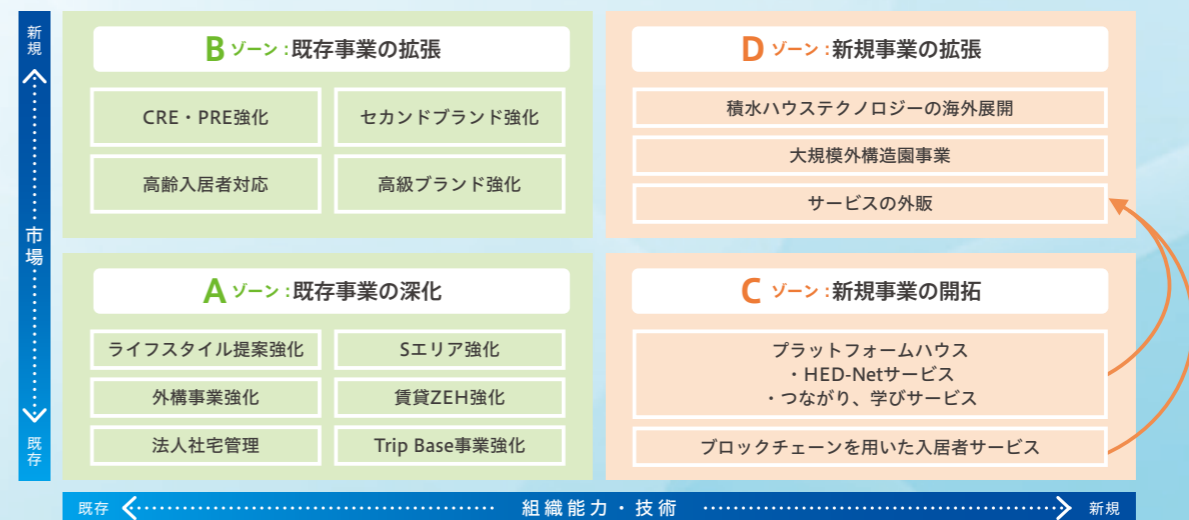 新規
市場
既存
Bゾーン:既存事業の拡張
CRE・PRE強化
セカンドブランド強化
高齢入居者対応
高級ブランド強化
Dゾーン:新規事業の拡張
積水ハウステクノロジーの海外展開
大規模外構造園事業
サービスの外販
Aゾーン:既存事業の深化
ライフスタイル提案強化
Sエリア強化
外構事業強化
賃貸ZEH強化
法人社宅管理
Trip Base事業強化
Cゾーン:新規事業の開拓
プラットフォームハウス
・HED-Netサービス
・つながり、学びサービス
ブロックチェーンを用いた入居者サービス
既存
組織能力・技術
新規